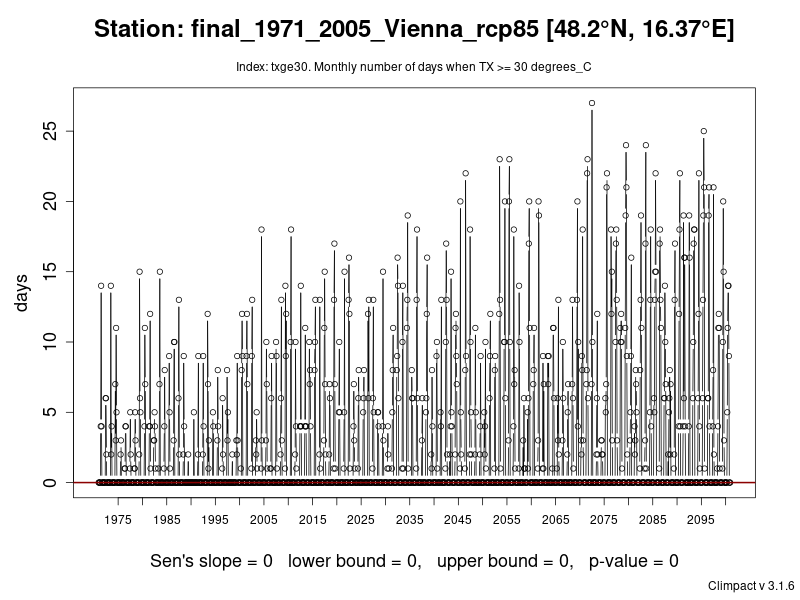 Station: final_1971_2005_Vienna_rcp85 [48.2°N, 16.37°E]
Index: txge30. Monthly number of days when TX >= 30 degrees_C
days
25
20
15
10
5
0
1975 1985 1995 2005 2015 2025 2035 2045 2055 2065 2075 2085 2095
Sen's slope = 0 lower bound = 0, upper bound = 0, p-value = 0
Climpact v 3.1.6